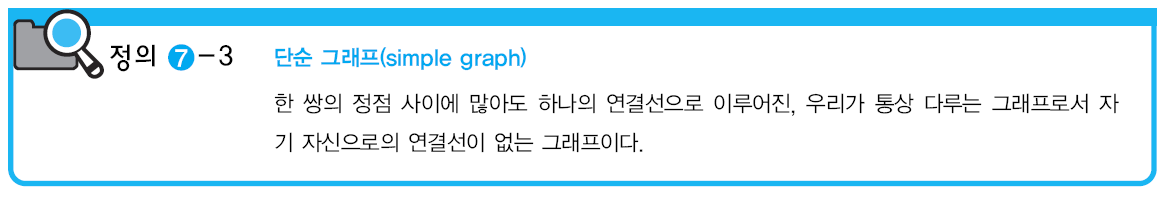 정의 7-3
단순 그래프(simple graph)
한 쌍의 정점 사이에 많아도 하나의 연결선으로 이루어진, 우리가 통상 다루는 그래프로서 자
기 자신으로의 연결선이 없는 그래프이다.